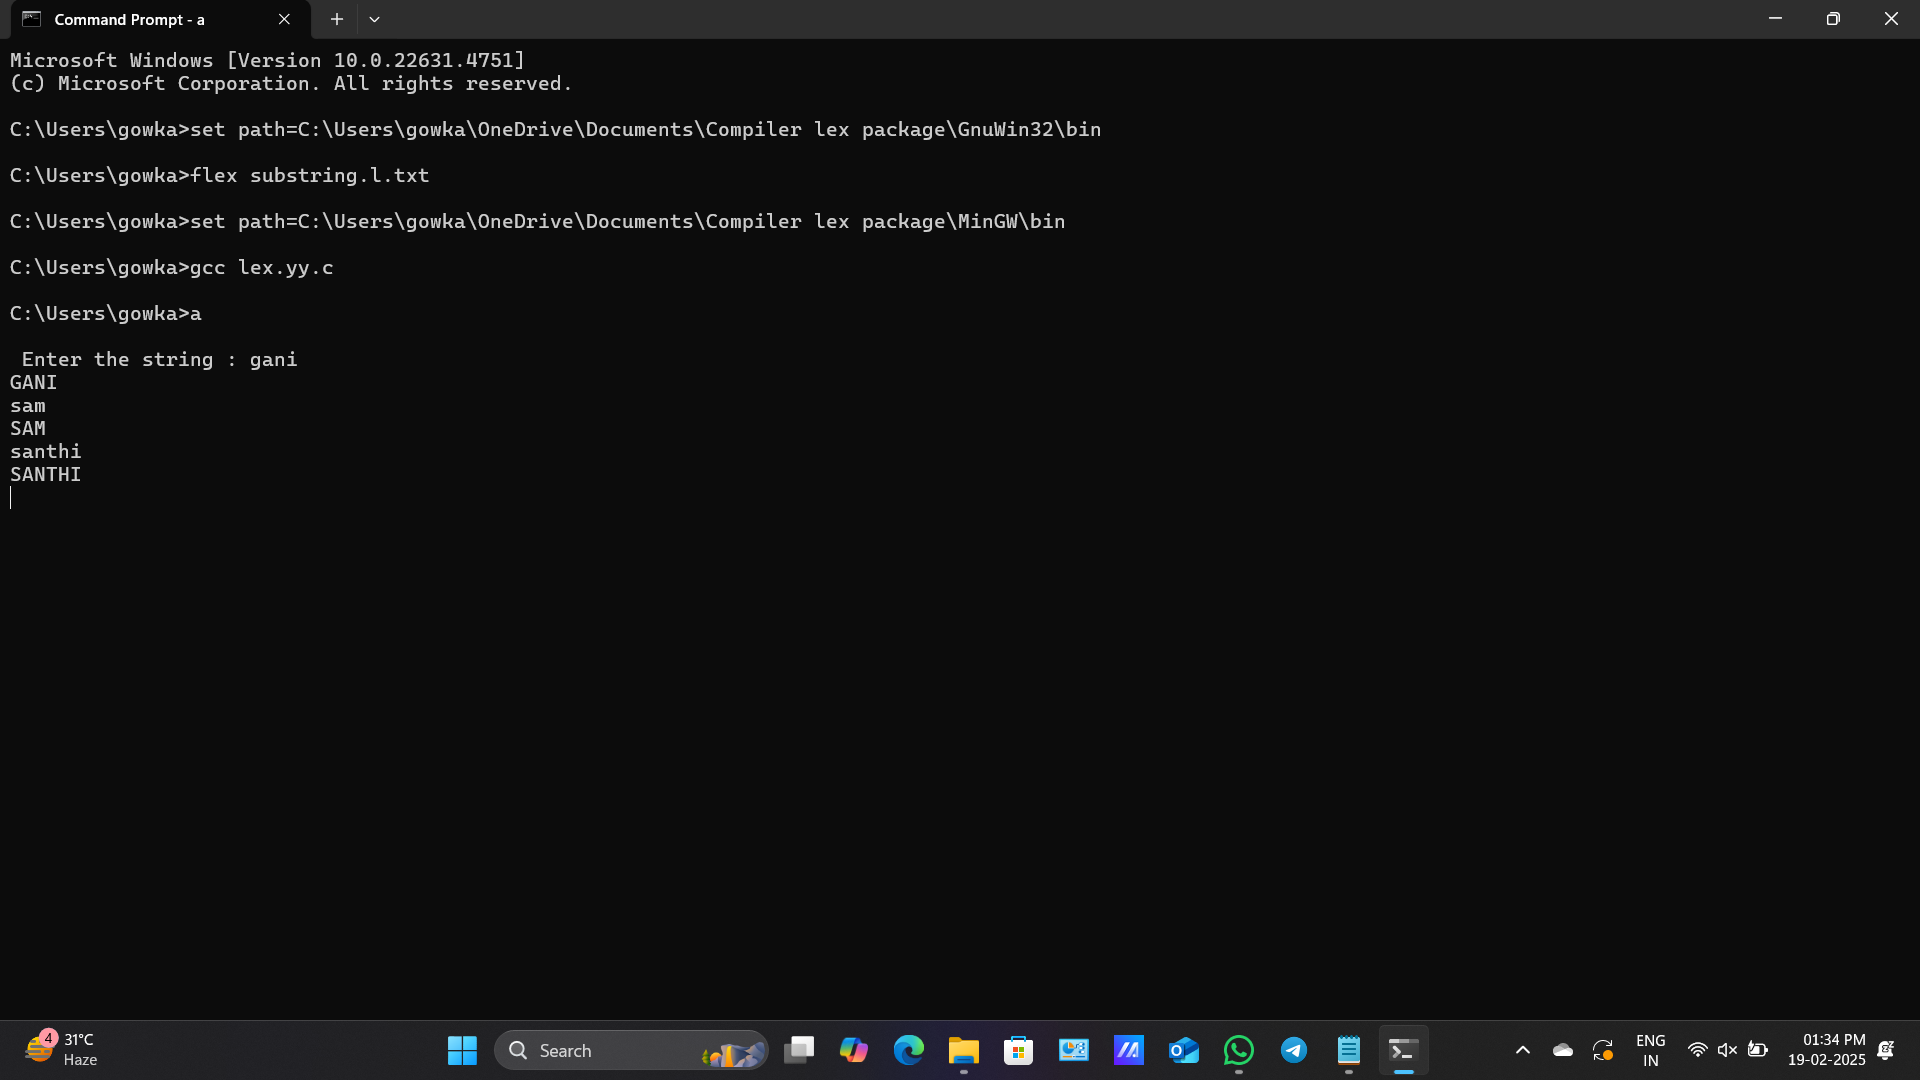 Command Prompt - a
Microsoft Windows [Version 10.0.22631.4751]
(c) Microsoft Corporation. All rights reserved.
C:\Users\gowka>set path=C:\Users\gowka\OneDrive\Documents\Compiler lex package\GnuWin32\bin
C:\Users\gowka>flex substring.l.txt
C:\Users\gowka>set path=C:\Users\gowka\OneDrive\Documents\Compiler lex package\MinGW\bin
C:\Users\gowka>gcc lex.yy.c
C:\Users\gowka>a
 Enter the string : gani
GANI
sam
SAM
santhi
SANTHI
4
31°C
Haze
Search
ENG
IN
01:34 PM
19-02-2025